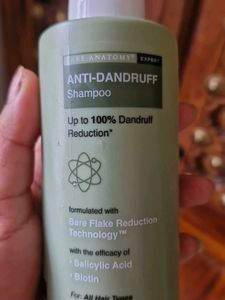 BARE ANATOMY® EXPERT
ANTI-DANDRUFF
Shampoo
Up to 100% Dandruff
Reduction*
formulated with
Bare Flake Reduction
Technology™
with the efficacy of
• Salicylic Acid
• Biotin
For: All Hair Types